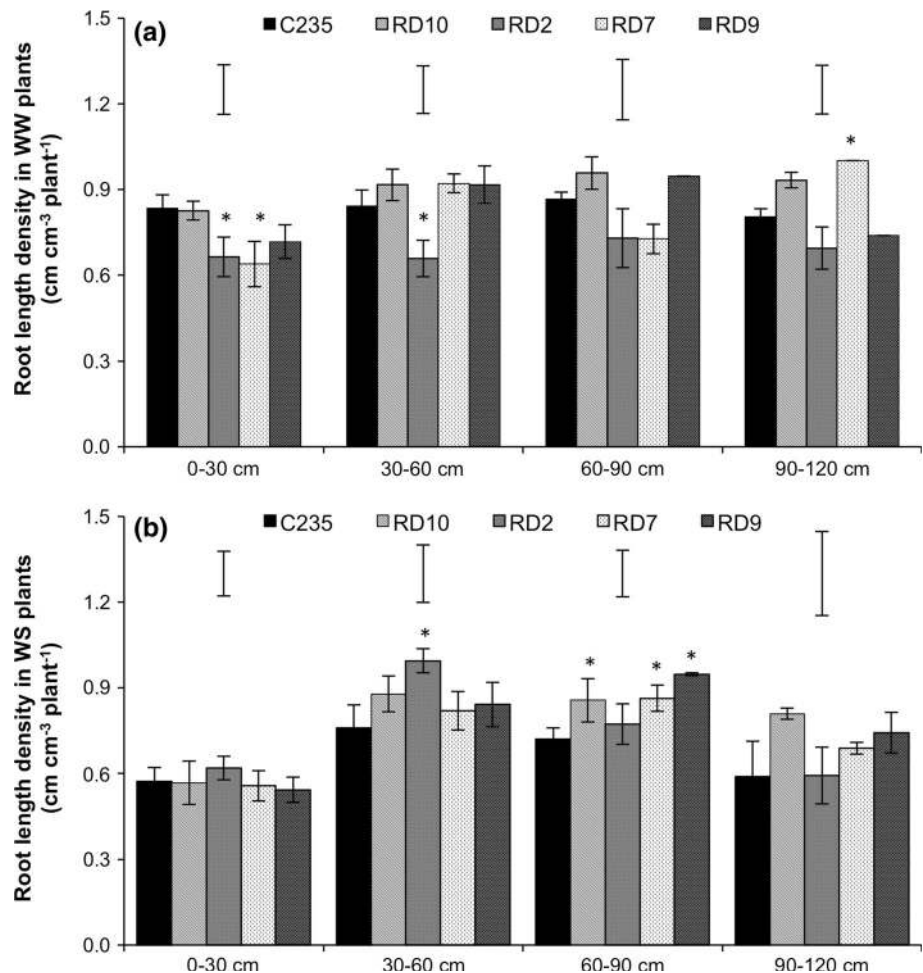 (a)
C235 RD10 RD2 RD7 RD9
Root length density in WW plants
(cm cm⁻³ plant⁻¹)
1.5
1.2
0.9
0.6
0.3
0.0
* * * *
0-30 cm 30-60 cm 60-90 cm 90-120 cm
(b)
C235 RD10 RD2 RD7 RD9
Root length density in WS plants
(cm cm⁻³ plant⁻¹)
1.5
1.2
0.9
0.6
0.3
0.0
* * * *
0-30 cm 30-60 cm 60-90 cm 90-120 cm